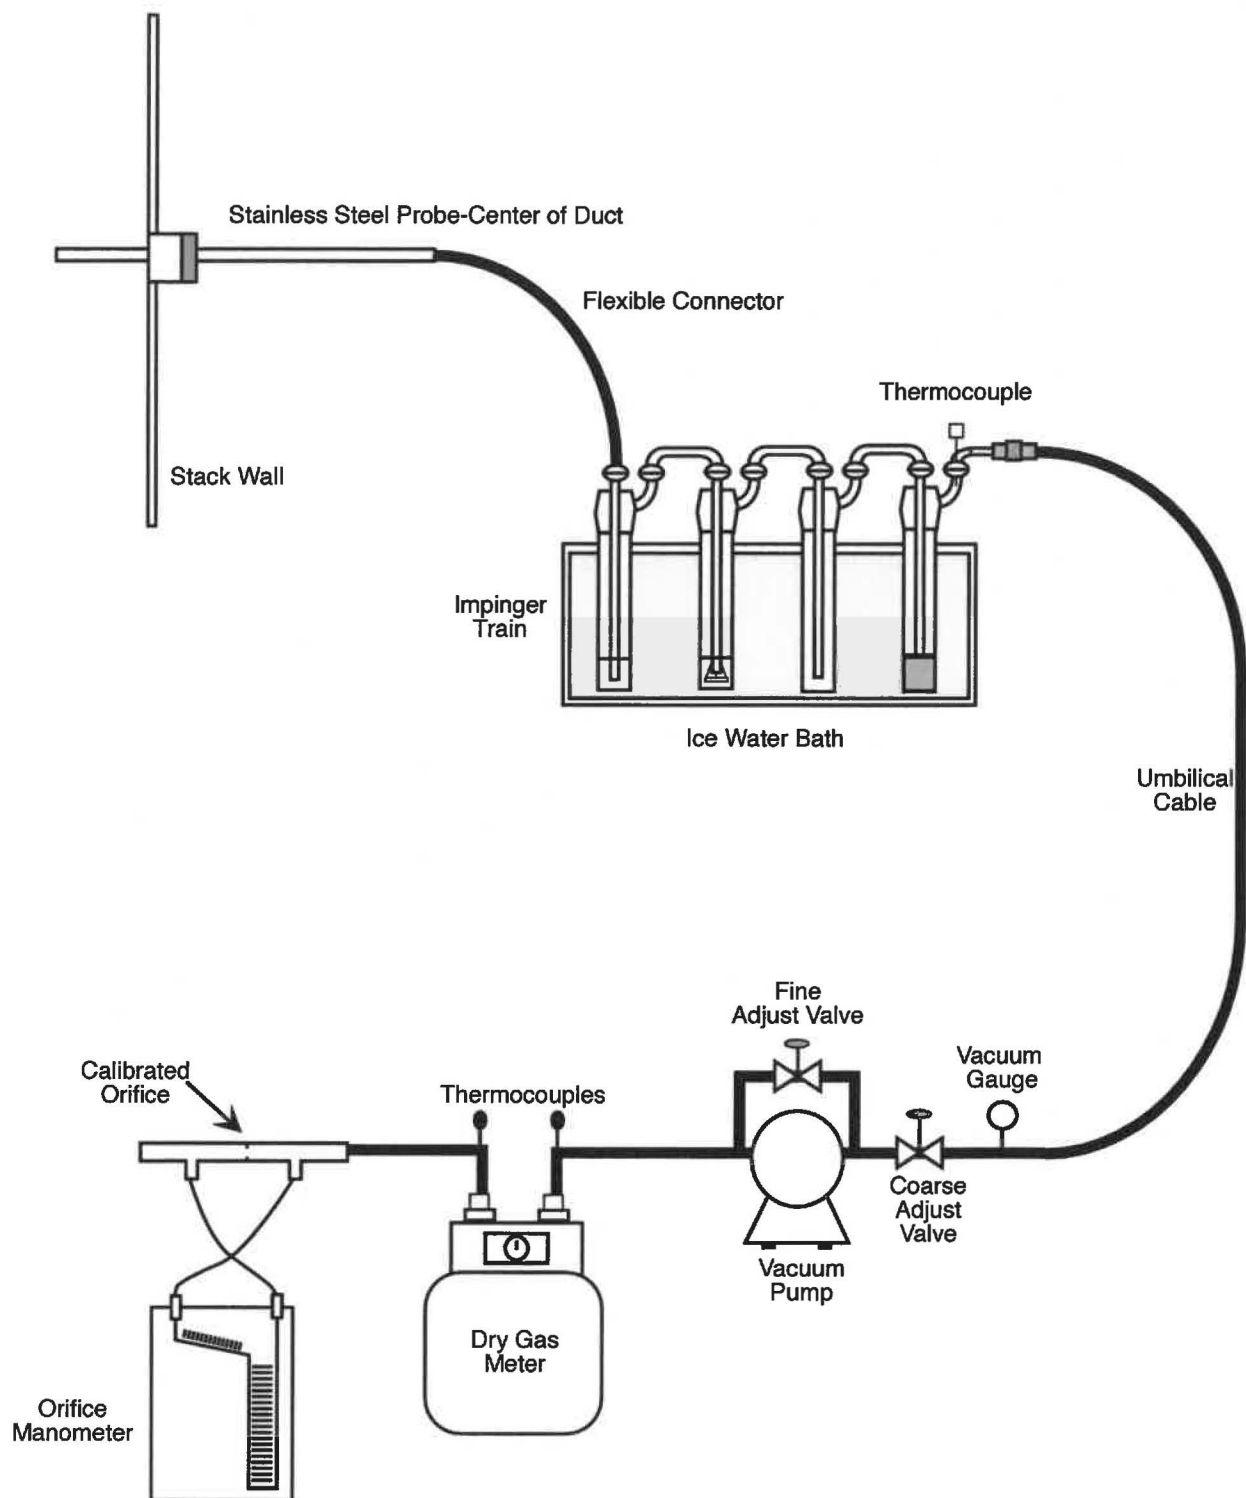 Stainless Steel Probe-Center of Duct
Flexible Connector
Thermocouple
Stack Wall
Impinger
Train
Ice Water Bath
Umbilical
Cable
Fine
Adjust Valve
Vacuum
Gauge
Calibrated
Orifice
Thermocouples
Coarse
Adjust
Valve
Vacuum
Pump
Dry Gas
Meter
Orifice
Manometer